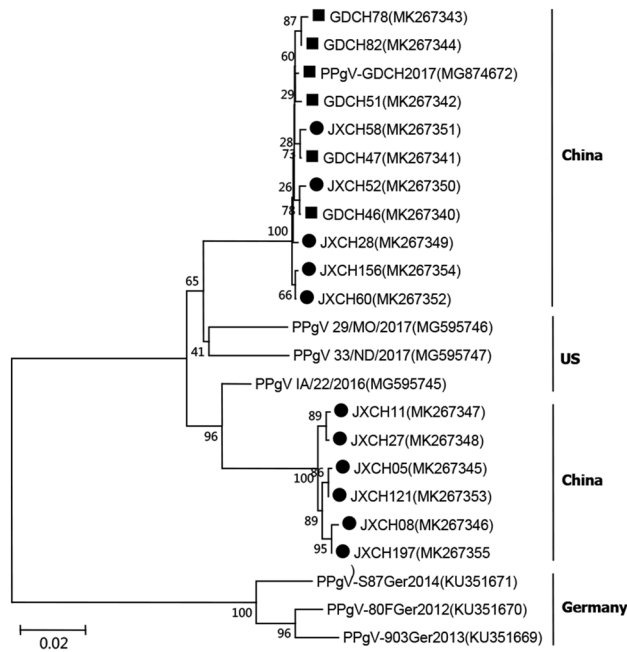 87
GDCH78(MK267343)
GDCH82(MK267344)
60
PPgV-GDCH2017(MG874672)
29
GDCH51(MK267342)
JXCH58(MK267351)
28
China
73
GDCH47(MK267341)
26
JXCH52(MK267350)
78
GDCH46(MK267340)
100
JXCH28(MK267349)
JXCH156(MK267354)
66
JXCH60(MK267352)
65
PPgV 29/MO/2017(MG595746)
41
PPgV 33/ND/2017(MG595747)
US
PPgV IA/22/2016(MG595745)
89
JXCH11(MK267347)
96
JXCH27(MK267348)
86
JXCH05(MK267345)
100
China
JXCH121(MK267353)
89
JXCH08(MK267346)
95
JXCH197(MK267355
)
PPgV-S87Ger2014(KU351671)
100
PPgV-80FGer2012(KU351670)
Germany
96
PPgV-903Ger2013(KU351669)
0.02